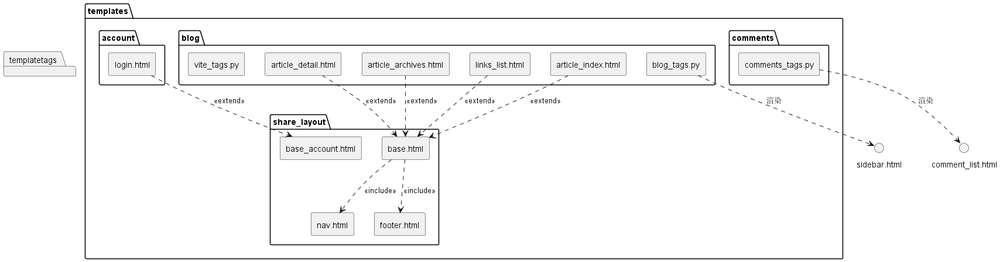 templates
account
blog
comments
templatetags
login.html
vite_tags.py
article_detail.html
article_archives.html
links_list.html
article_index.html
blog_tags.py
comments_tags.py
«extend»
«extend»
«extend»
«extend»
«extend»
渲染
渲染
share_layout
base_account.html
base.html
sidebar.html
comment_list.html
«include»
«include»
nav.html
footer.html